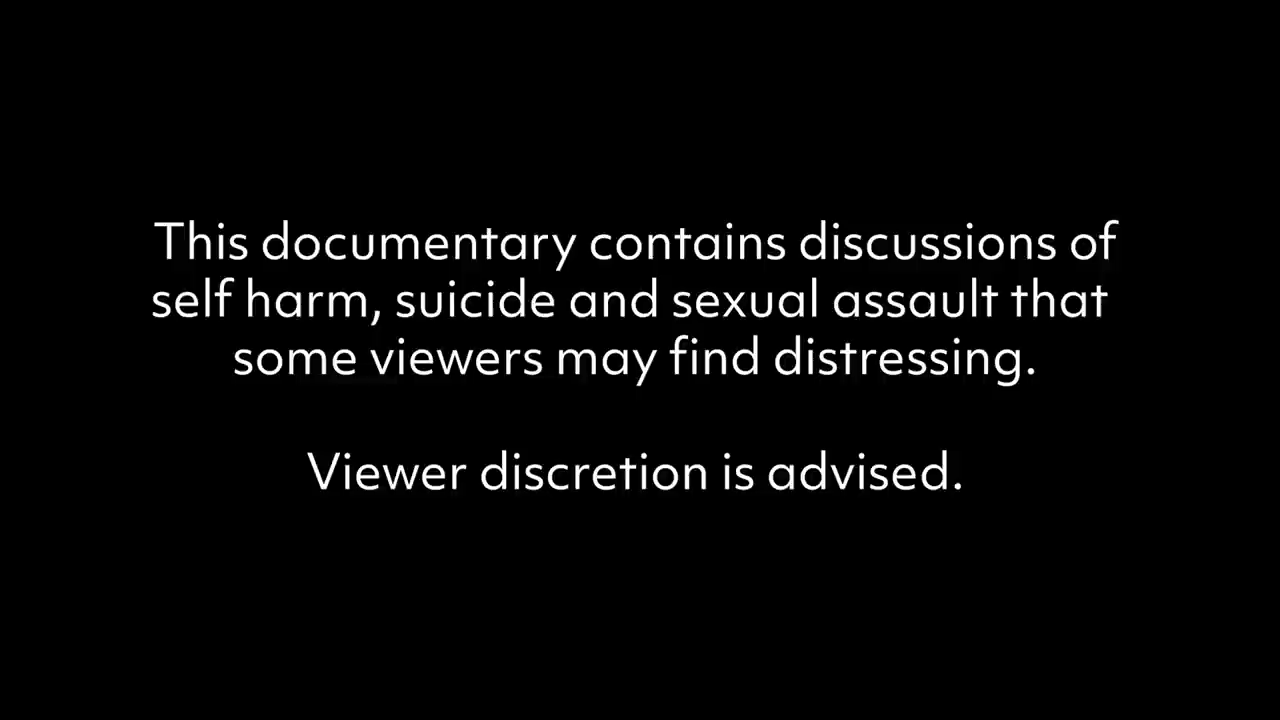 This documentary contains discussions of
self harm, suicide and sexual assault that
some viewers may find distressing.
Viewer discretion is advised.